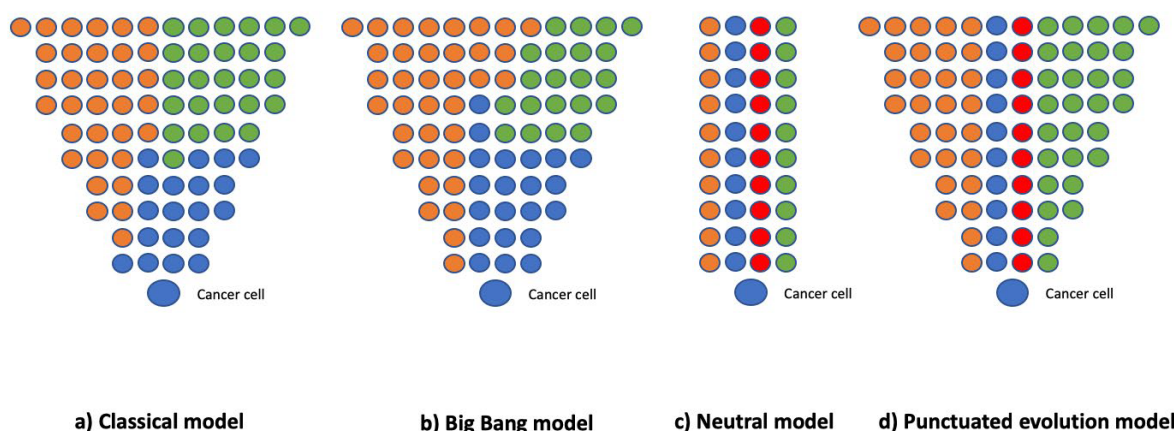 Cancer cell
Cancer cell
Cancer cell
Cancer cell
a) Classical model
b) Big Bang model
c) Neutral model
d) Punctuated evolution model